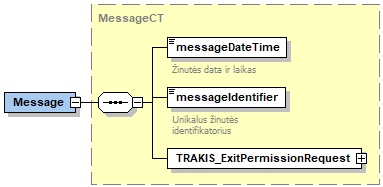 MessageCT
messageDateTime
Žinutės data ir laikas
Message
messageIdentifier
Unikalus žinutės
identifikatorius
TRAKIS_ExitPermissionRequest